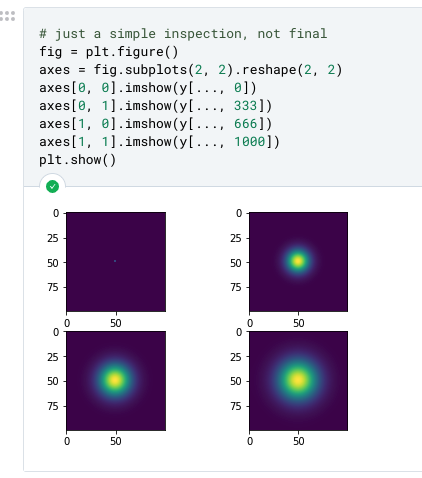 # just a simple inspection, not final
fig = plt.figure()
axes = fig.subplots(2, 2).reshape(2, 2)
axes[0, 0].imshow(y[..., 0])
axes[0, 1].imshow(y[..., 333])
axes[1, 0].imshow(y[..., 666])
axes[1, 1].imshow(y[..., 1000])
plt.show()
0
25
50
75
0 50
0
25
50
75
0 50
0
25
50
75
0 50
0
25
50
75
0 50